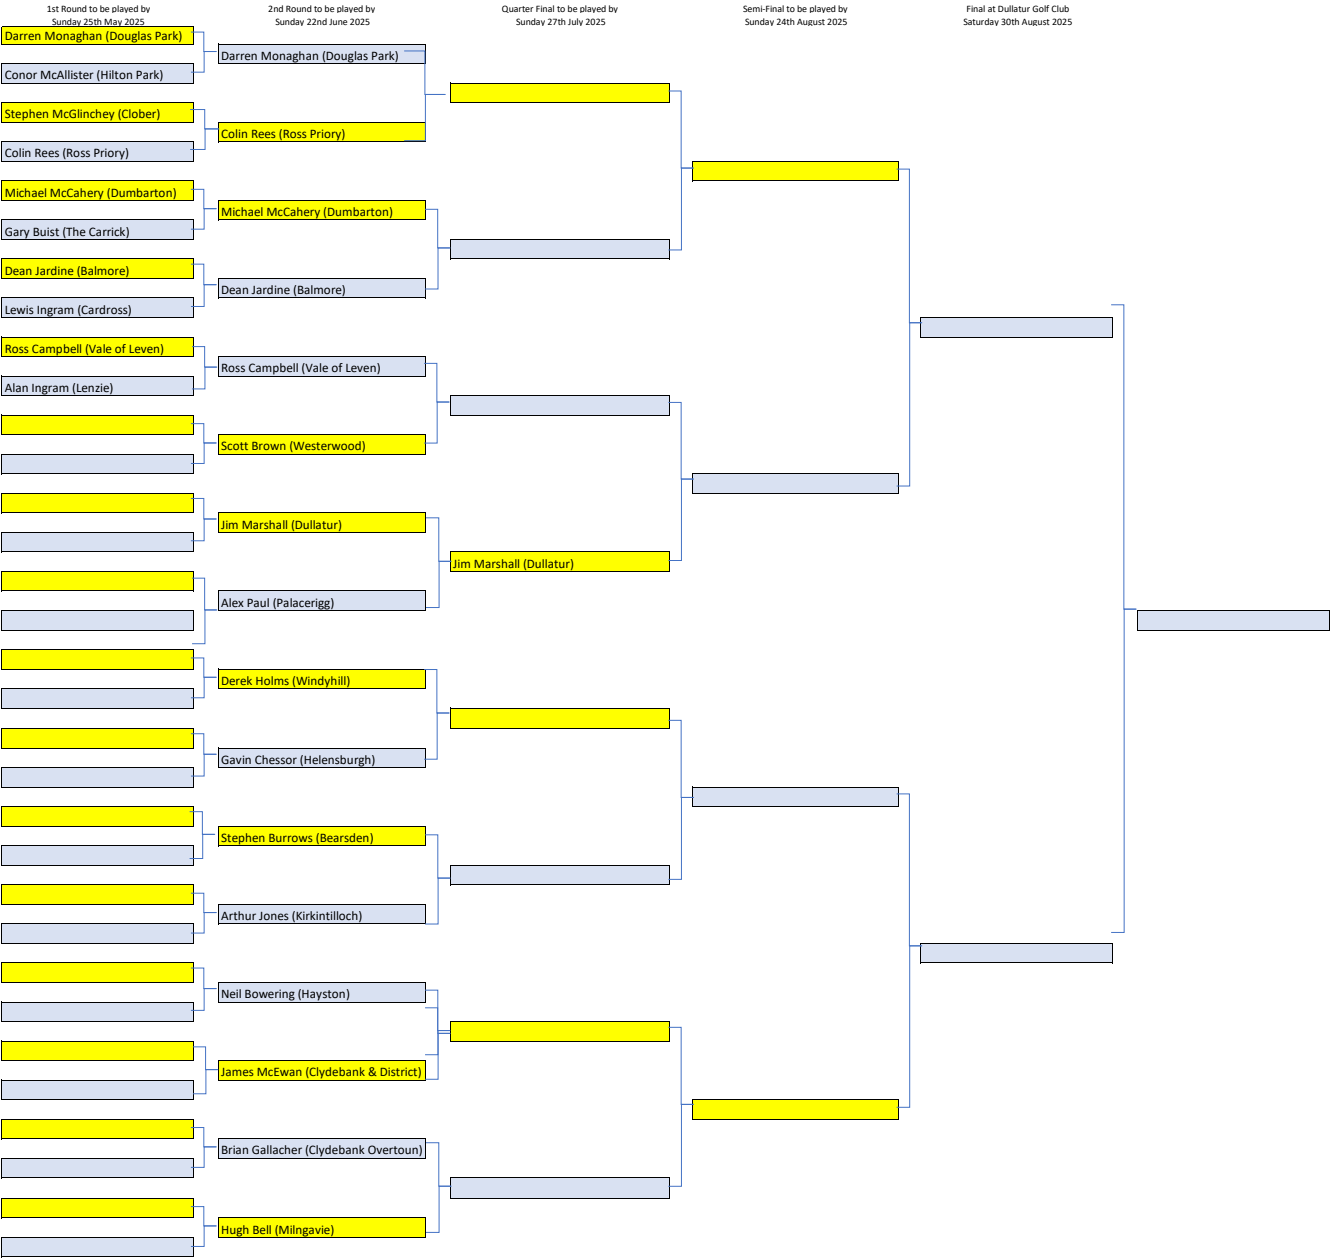 1st Round to be played by
Sunday 25th May 2025
2nd Round to be played by
Sunday 22nd June 2025
Quarter Final to be played by
Sunday 27th July 2025
Semi-Final to be played by
Sunday 24th August 2025
Final at Dullatur Golf Club
Saturday 30th August 2025
Darren Monaghan (Douglas Park)
Conor McAllister (Hilton Park)
Stephen McGlinchey (Clober)
Colin Rees (Ross Priory)
Michael McCahery (Dumbarton)
Gary Buist (The Carrick)
Dean Jardine (Balmore)
Lewis Ingram (Cardross)
Ross Campbell (Vale of Leven)
Alan Ingram (Lenzie)
Darren Monaghan (Douglas Park)
Colin Rees (Ross Priory)
Michael McCahery (Dumbarton)
Dean Jardine (Balmore)
Ross Campbell (Vale of Leven)
Scott Brown (Westerwood)
Jim Marshall (Dullatur)
Alex Paul (Palacerigg)
Derek Holms (Windyhill)
Gavin Chessor (Helensburgh)
Stephen Burrows (Bearsden)
Arthur Jones (Kirkintilloch)
Neil Bowering (Hayston)
James McEwan (Clydebank & District)
Brian Gallacher (Clydebank Overtoun)
Hugh Bell (Milngavie)
Jim Marshall (Dullatur)